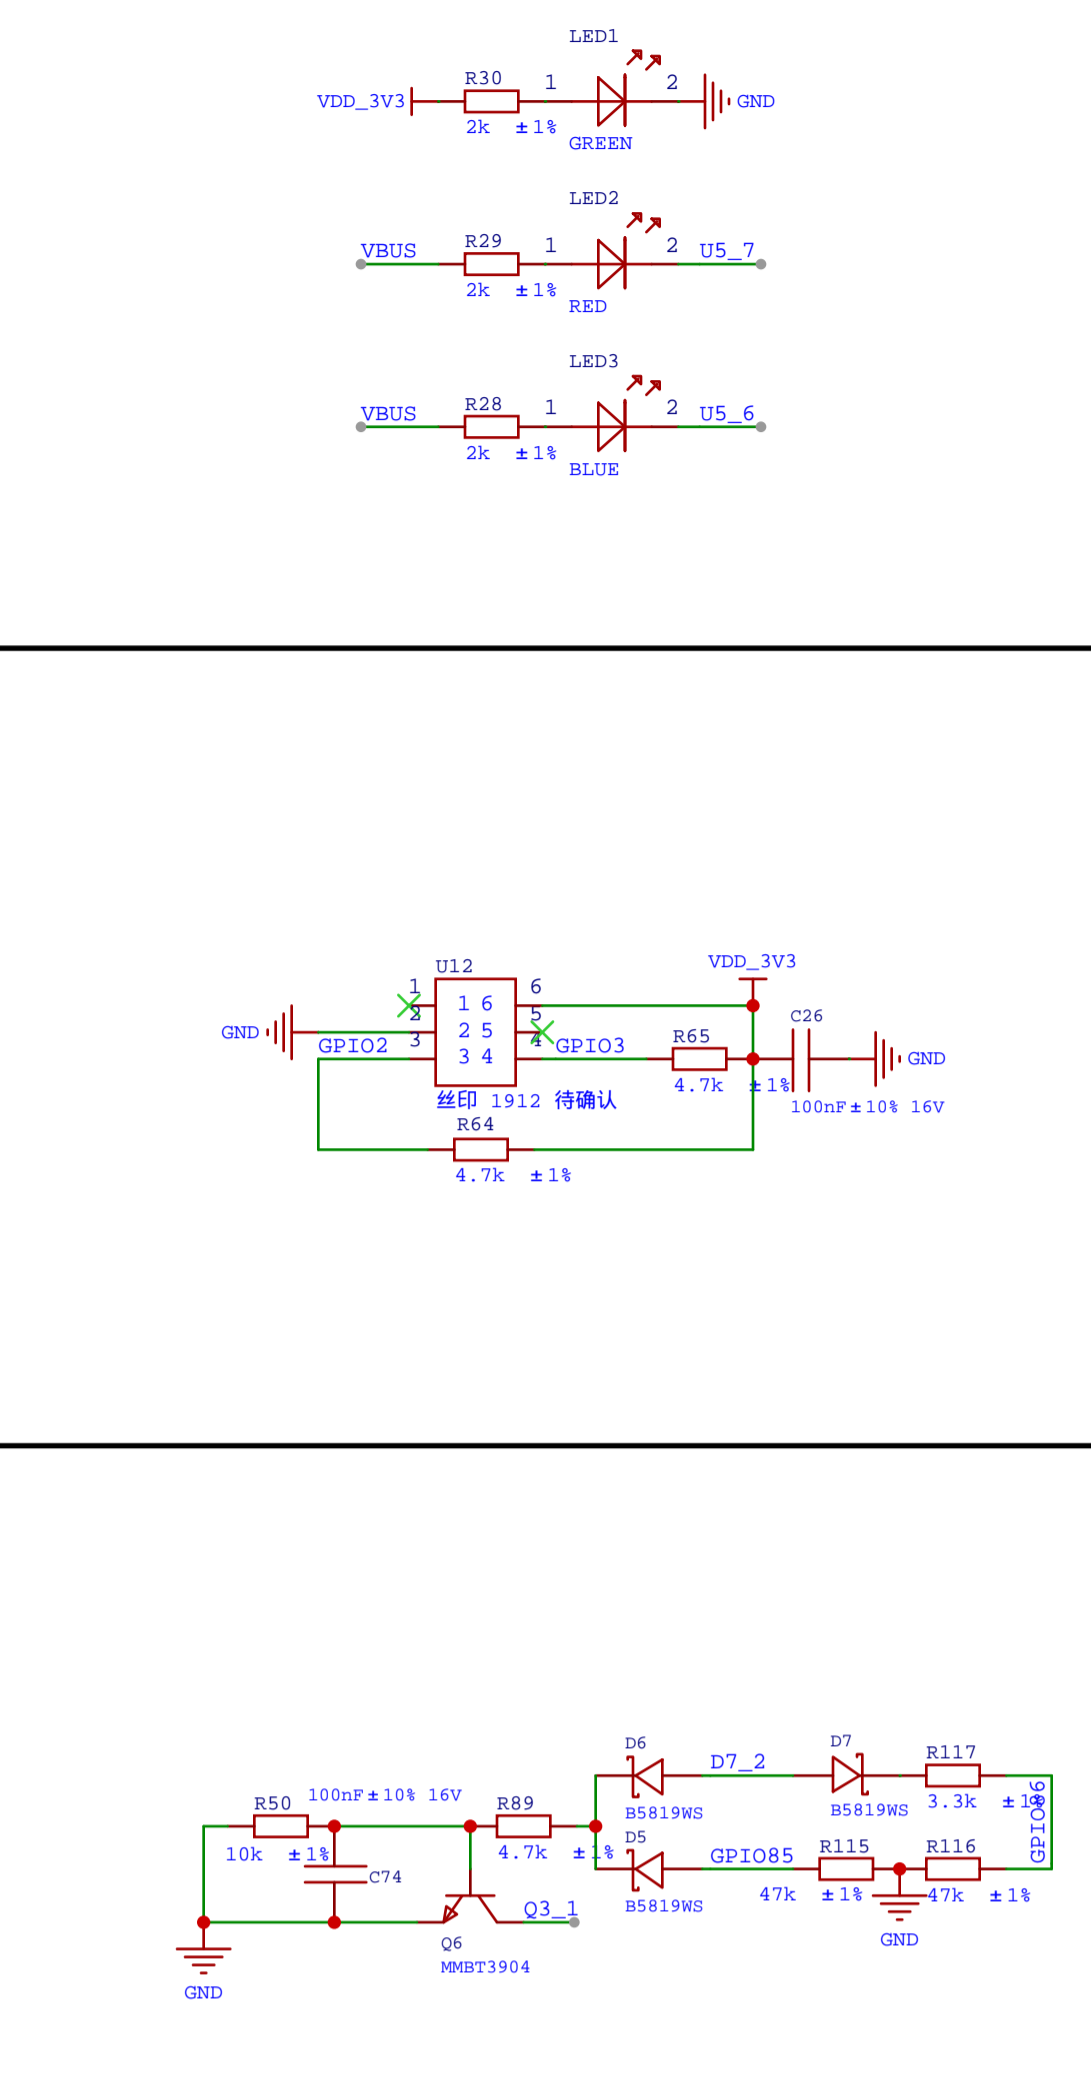 LED1
R30
1
2
VDD_3V3
GND
2k ±1%
GREEN
LED2
VBUS
R29
1
2
U5_7
2k ±1%
RED
LED3
VBUS
R28
1
2
U5_6
2k ±1%
BLUE
U12
VDD_3V3
1
1 6
6
2
2 5
5
3
3 4
4
GND
GPIO2
GPIO3
R65
C26
GND
4.7k ±1%
100nF±10% 16V
丝印 1912 待确认
R64
4.7k ±1%
D6
D7_2
D7
R117
B5819WS
B5819WS
3.3k ±1%
GPIO86
R50
100nF±10% 16V
R89
10k ±1%
C74
4.7k ±1%
D5
GPIO85
R115
R116
B5819WS
47k ±1%
47k ±1%
GND
Q3_1
Q6
MMBT3904
GND